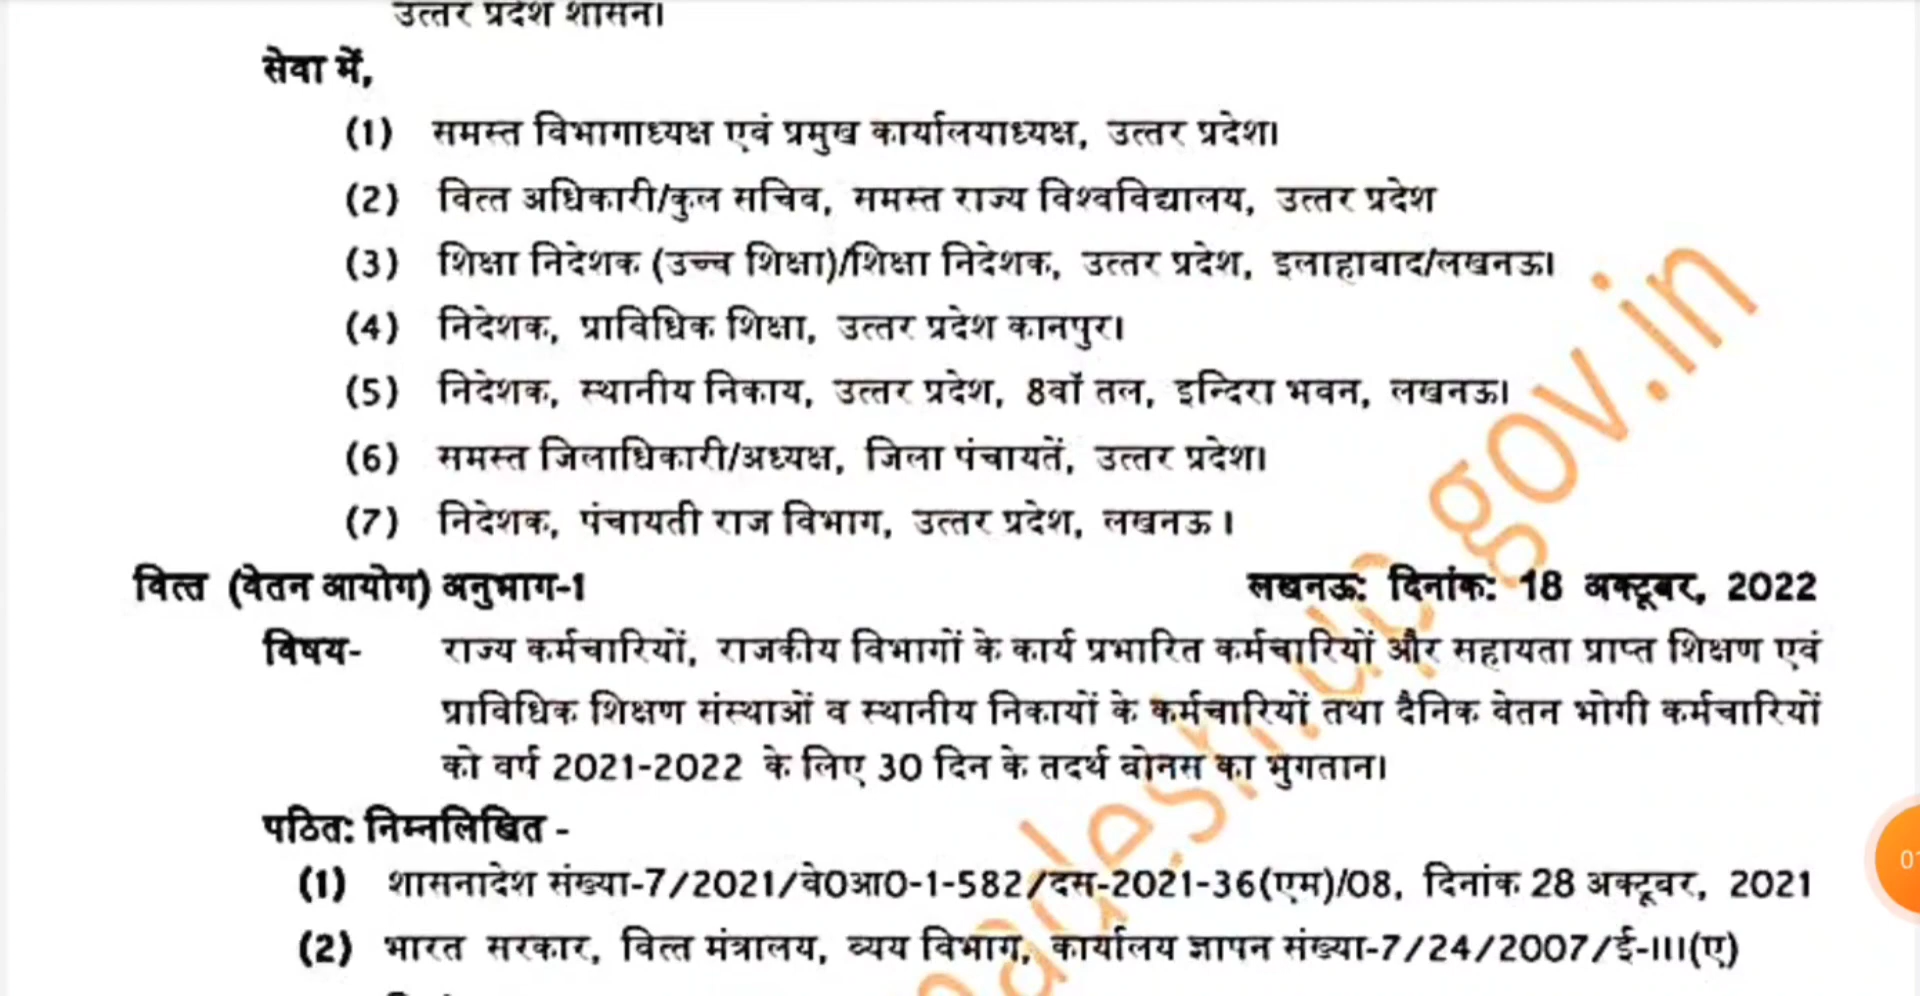 उत्तर प्रदेश शासन।
सेवा में,
(1) समस्त विभागाध्यक्ष एवं प्रमुख कार्यालयाध्यक्ष, उत्तर प्रदेश।
(2) वित्त अधिकारी/कुल सचिव, समस्त राज्य विश्वविद्यालय, उत्तर प्रदेश
(3) शिक्षा निदेशक (उच्च शिक्षा)/शिक्षा निदेशक, उत्तर प्रदेश, इलाहाबाद/लखनऊ।
(4) निदेशक, प्राविधिक शिक्षा, उत्तर प्रदेश कानपुर।
(5) निदेशक, स्थानीय निकाय, उत्तर प्रदेश, 8वॉ तल, इन्दिरा भवन, लखनऊ।
(6) समस्त जिलाधिकारी/अध्यक्ष, जिला पंचायतें, उत्तर प्रदेश।
(7) निदेशक, पंचायती राज विभाग, उत्तर प्रदेश, लखनऊ ।
वित्त (वेतन आयोग) अनुभाग-1 लखनऊ: दिनांक: 18 अक्टूबर, 2022
विषय- राज्य कर्मचारियों, राजकीय विभागों के कार्य प्रभारित कर्मचारियों और सहायता प्राप्त शिक्षण एवं
प्राविधिक शिक्षण संस्थाओं व स्थानीय निकायों के कर्मचारियों तथा दैनिक वेतन भोगी कर्मचारियों
को वर्ष 2021-2022 के लिए 30 दिन के तदर्थ बोनस का भुगतान।
पठित: निम्नलिखित -
(1) शासनादेश संख्या-7/2021/वे0आ0-1-582/दस-2021-36(एम)/08, दिनांक 28 अक्टूबर, 2021
(2) भारत सरकार, वित्त मंत्रालय, व्यय विभाग, कार्यालय ज्ञापन संख्या-7/24/2007/ई-III(ए)
adesh.up.gov.in